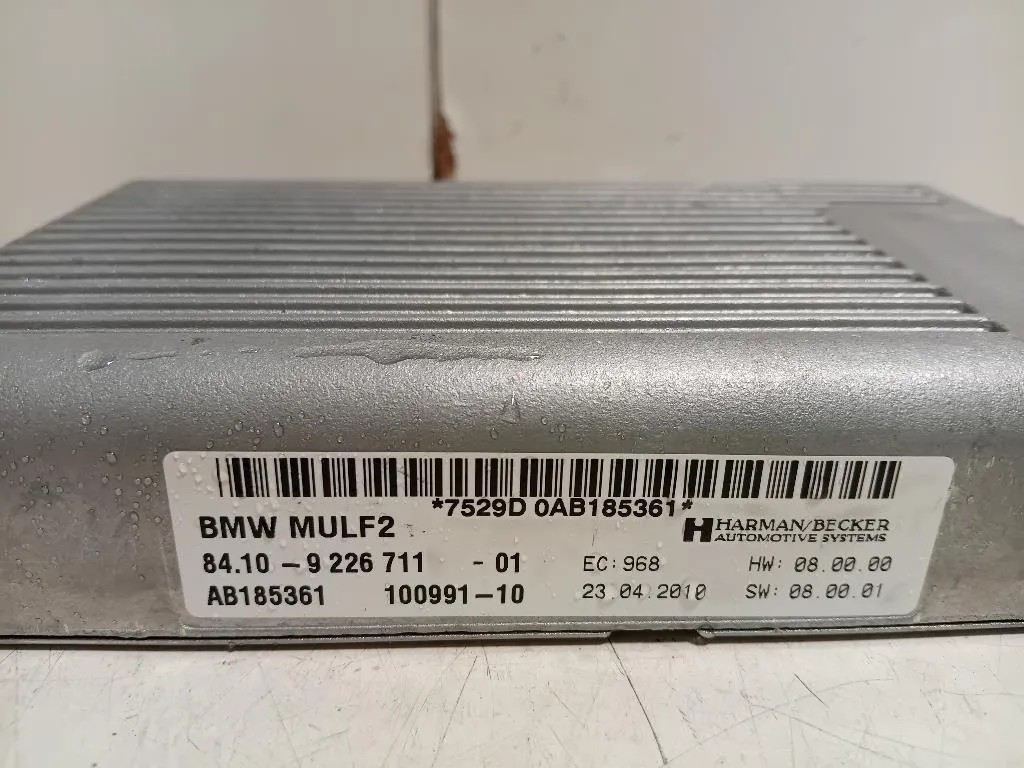 *7529D 0AB185361*
BMW MULF2
HARMAN/BECKER
AUTOMOTIVE SYSTEMS
84.10 - 9 226 711 - 01 EC: 968 HW: 08.00.00
AB185361 100991-10 23.04.2010 SW: 08.00.01